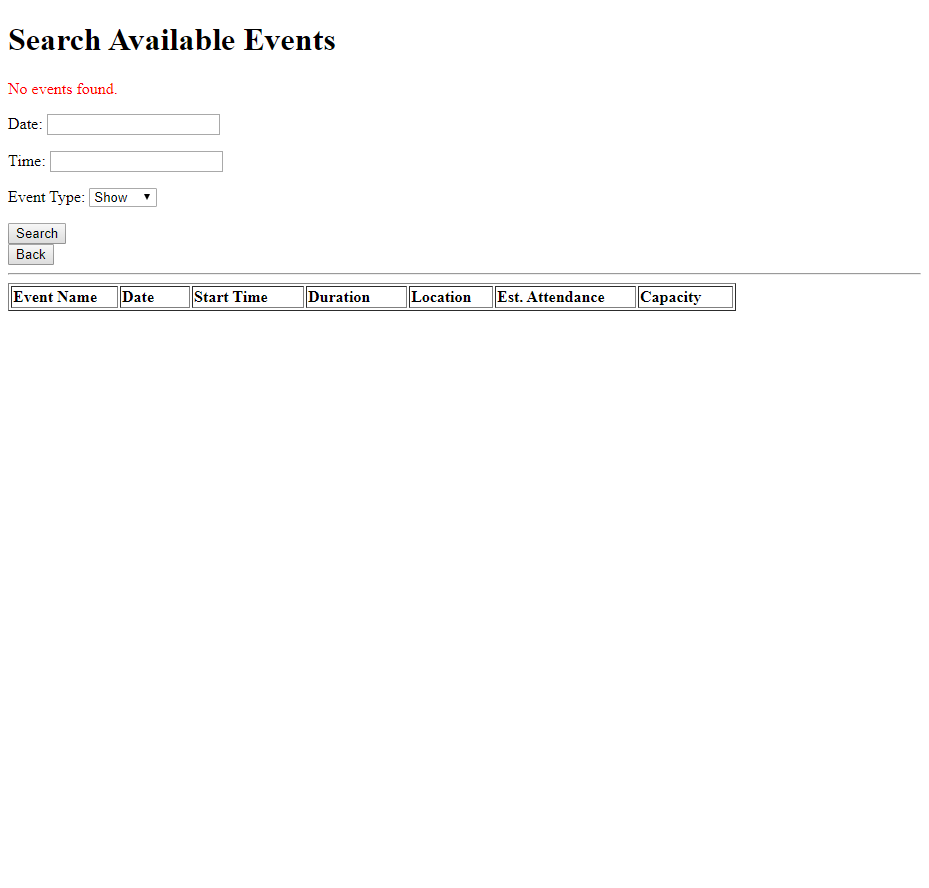 Search Available Events
No events found.
Date:
Time:
Event Type: Show
Search
Back
Event Name Date Start Time Duration Location Est. Attendance Capacity